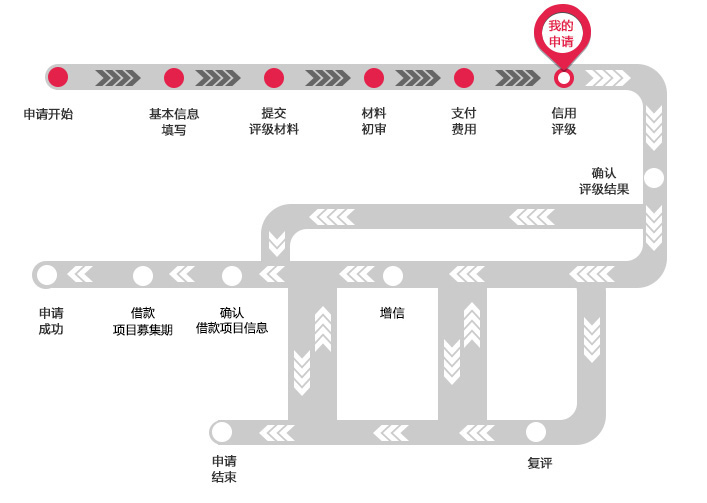 我的
申请
申请开始
基本信息
填写
提交
评级材料
材料
初审
支付
费用
信用
评级
确认
评级结果
申请
成功
借款
项目募集期
确认
借款项目信息
增信
申请
结束
复评